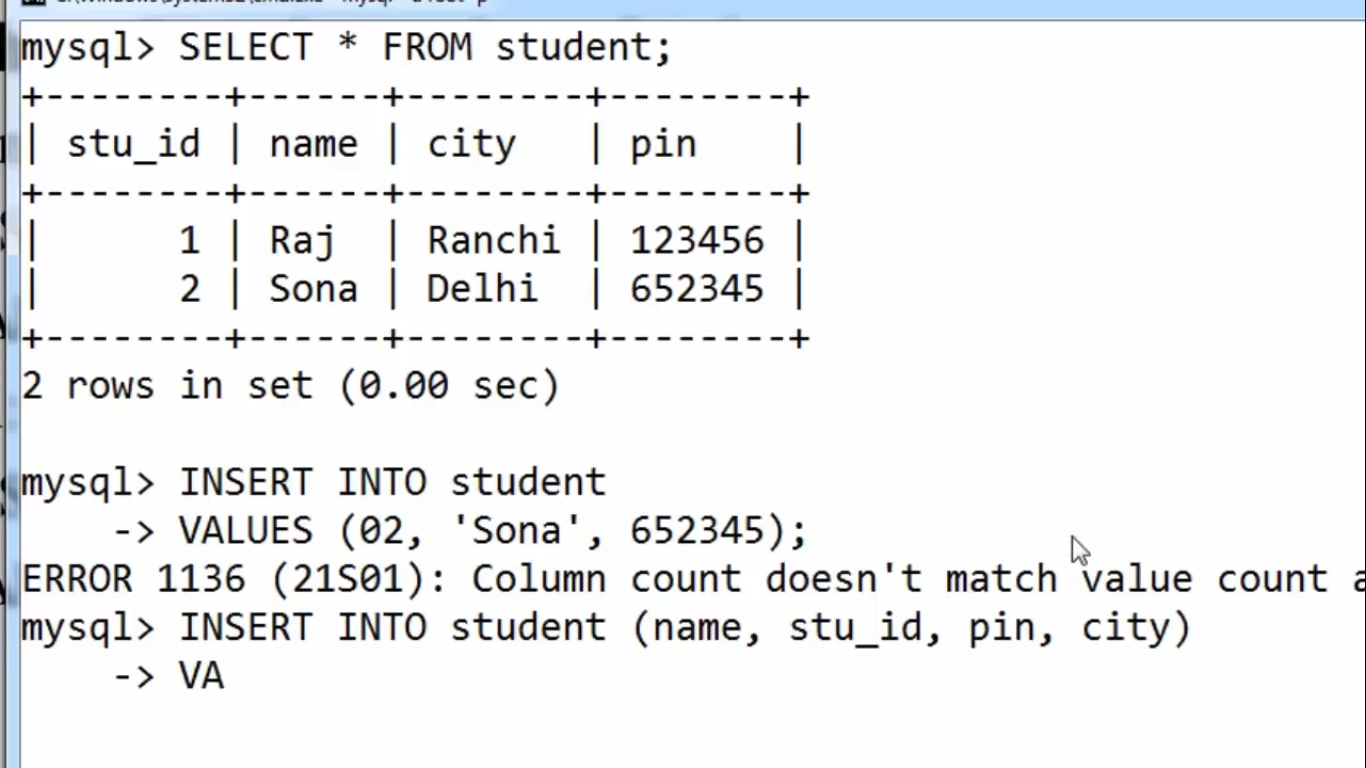 mysql> SELECT * FROM student;
+--------+------+--------+--------+
| stu_id | name | city   | pin    |
+--------+------+--------+--------+
|      1 | Raj  | Ranchi | 123456 |
|      2 | Sona | Delhi  | 652345 |
+--------+------+--------+--------+
2 rows in set (0.00 sec)
mysql> INSERT INTO student
    -> VALUES (02, 'Sona', 652345);
ERROR 1136 (21S01): Column count doesn't match value count a
mysql> INSERT INTO student (name, stu_id, pin, city)
    -> VA